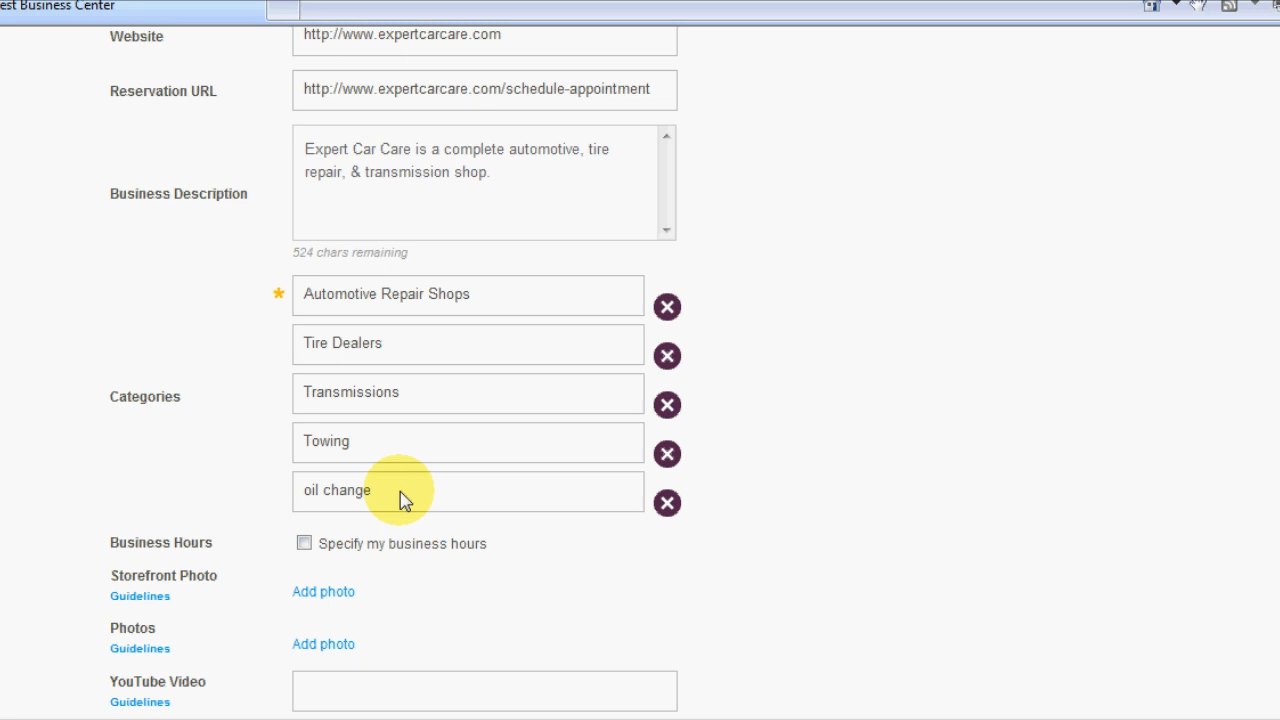 est Business Center
Website
http://www.expertcarcare.com
Reservation URL
http://www.expertcarcare.com/schedule-appointment
Business Description
Expert Car Care is a complete automotive, tire
repair, & transmission shop.
524 chars remaining
Categories
* Automotive Repair Shops
Tire Dealers
Transmissions
Towing
oil change
Business Hours
Specify my business hours
Storefront Photo
Guidelines
Add photo
Photos
Guidelines
Add photo
YouTube Video
Guidelines